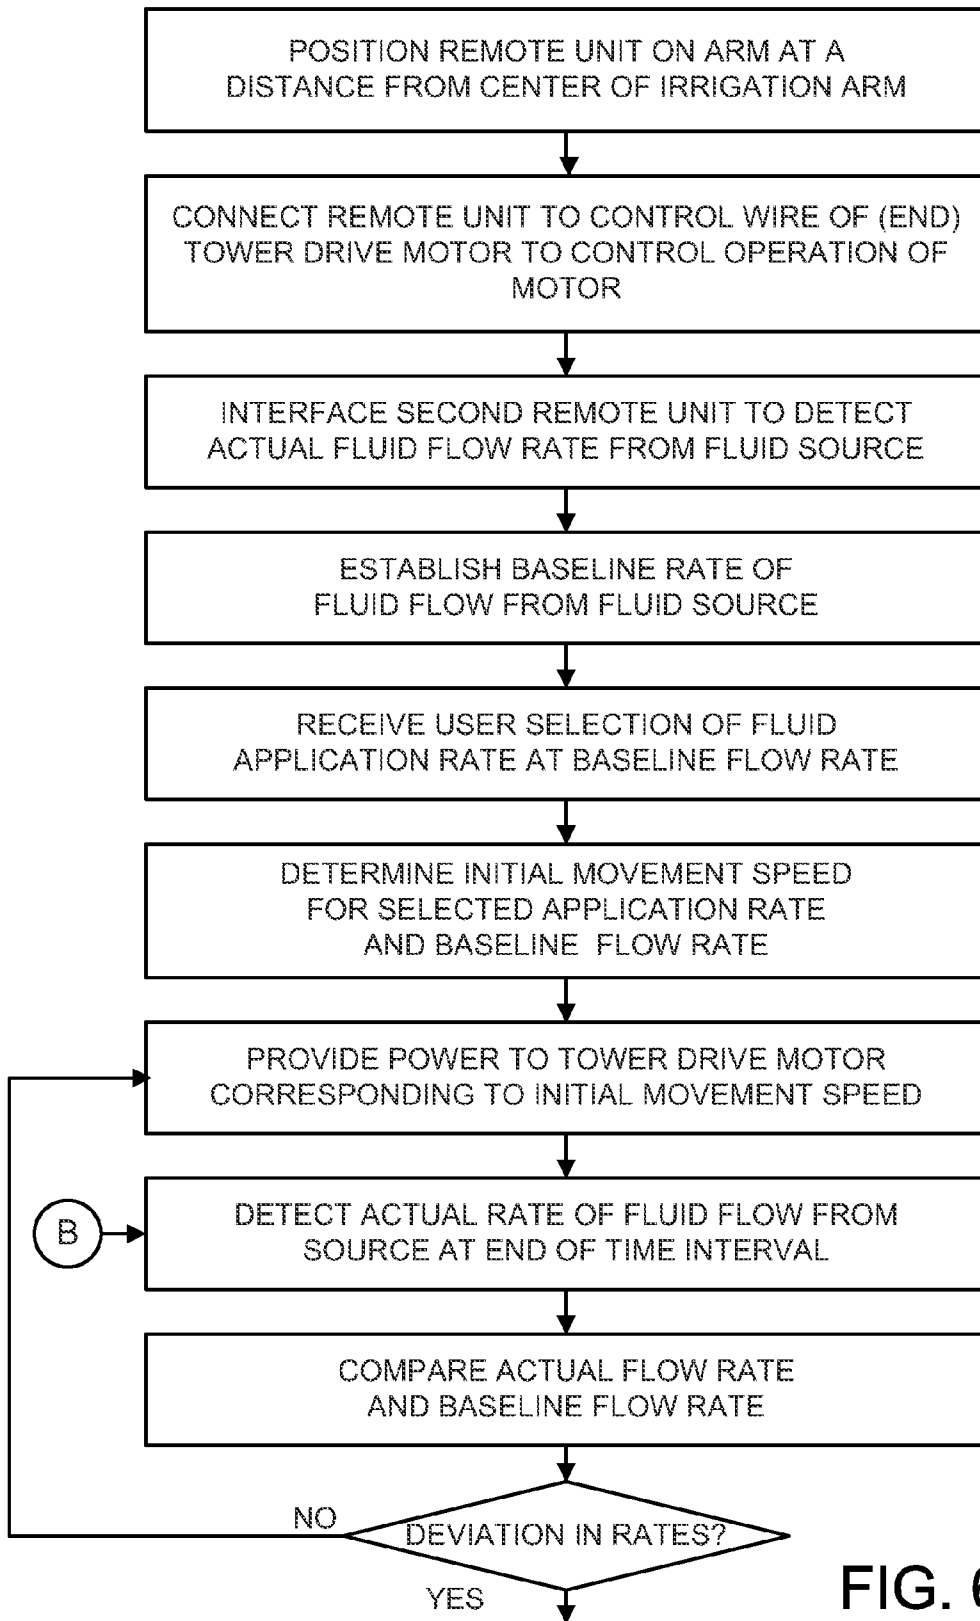 POSITION REMOTE UNIT ON ARM AT A
DISTANCE FROM CENTER OF IRRIGATION ARM
CONNECT REMOTE UNIT TO CONTROL WIRE OF (END)
TOWER DRIVE MOTOR TO CONTROL OPERATION OF
MOTOR
INTERFACE SECOND REMOTE UNIT TO DETECT
ACTUAL FLUID FLOW RATE FROM FLUID SOURCE
ESTABLISH BASELINE RATE OF
FLUID FLOW FROM FLUID SOURCE
RECEIVE USER SELECTION OF FLUID
APPLICATION RATE AT BASELINE FLOW RATE
DETERMINE INITIAL MOVEMENT SPEED
FOR SELECTED APPLICATION RATE
AND BASELINE FLOW RATE
PROVIDE POWER TO TOWER DRIVE MOTOR
CORRESPONDING TO INITIAL MOVEMENT SPEED
B
DETECT ACTUAL RATE OF FLUID FLOW FROM
SOURCE AT END OF TIME INTERVAL
COMPARE ACTUAL FLOW RATE
AND BASELINE FLOW RATE
NO
DEVIATION IN RATES?
YES
FIG. 6